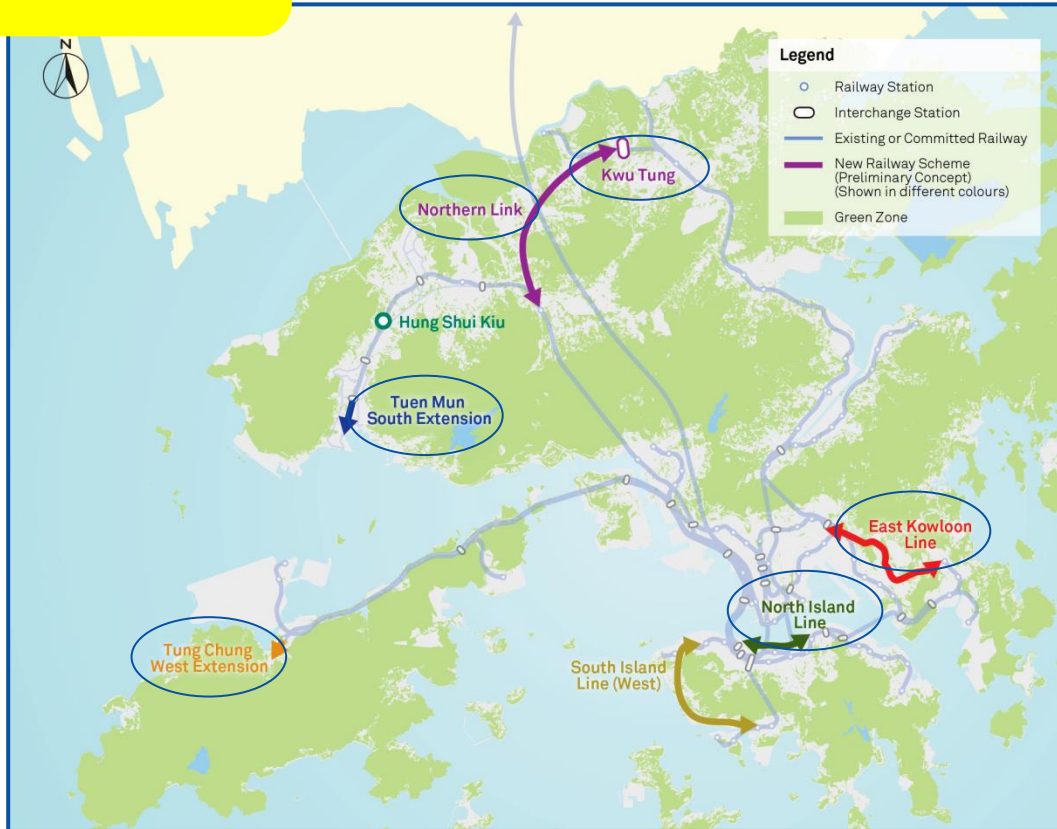 N
Legend
Railway Station
Interchange Station
Existing or Committed Railway
New Railway Scheme
(Preliminary Concept)
(Shown in different colours)
Green Zone
Kwu Tung
Northern Link
Hung Shui Kiu
Tuen Mun
South Extension
East Kowloon
Line
North Island
Line
Tung Chung
West Extension
South Island
Line (West)